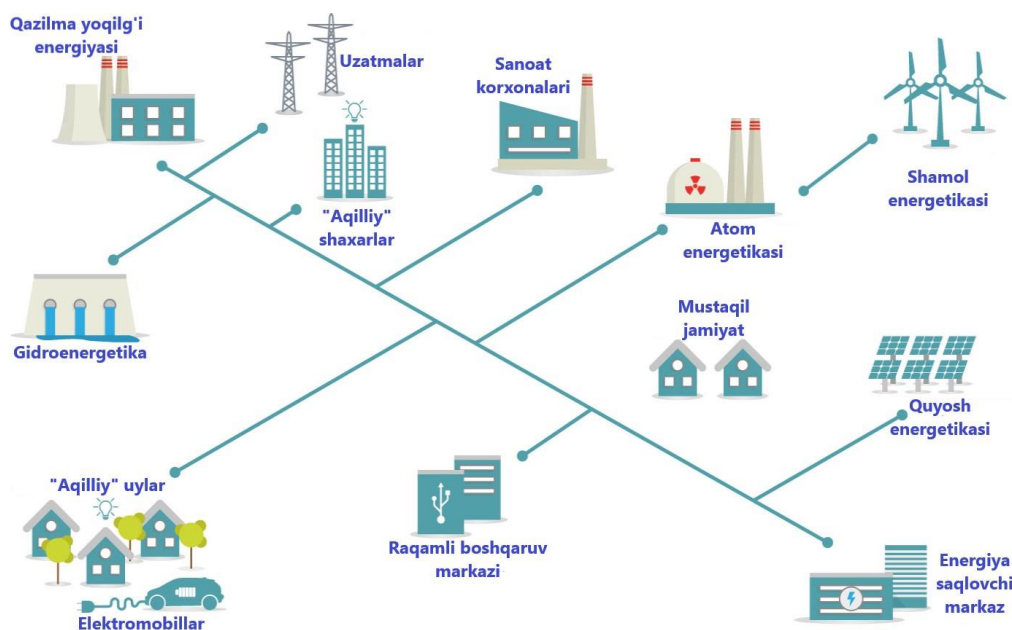 Qazilma yoqilg'i
energiyasi
Uzatmalar
Sanoat
korxonalari
Shamol
energetikasi
"Aqilliy"
shaxarlar
Atom
energetikasi
Gidroenergetika
Mustaqil
jamiyat
Quyosh
energetikasi
"Aqilliy" uylar
Raqamli boshqaruv
markazi
Energiya
saqlovchi
markaz
Elektromobillar